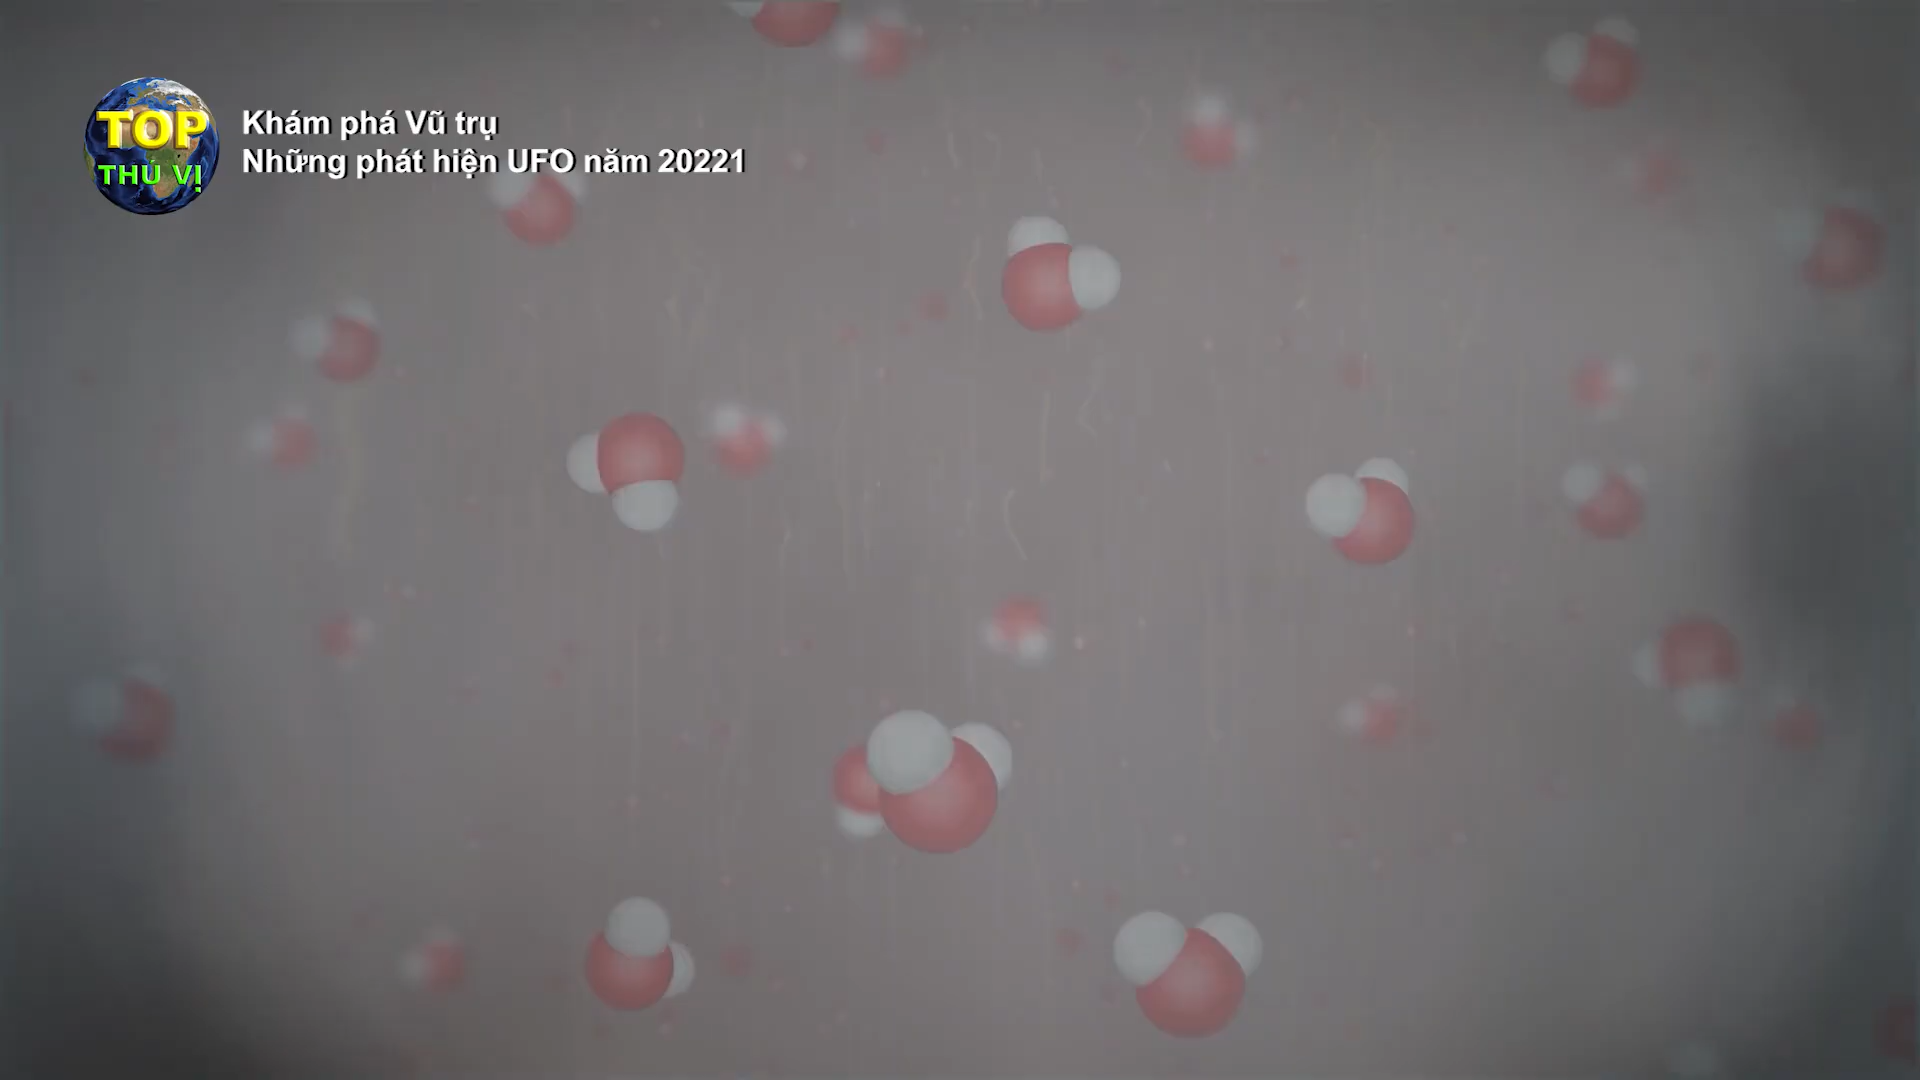 TOP
THÚ VỊ
Khám phá Vũ trụ
Những phát hiện UFO năm 20221